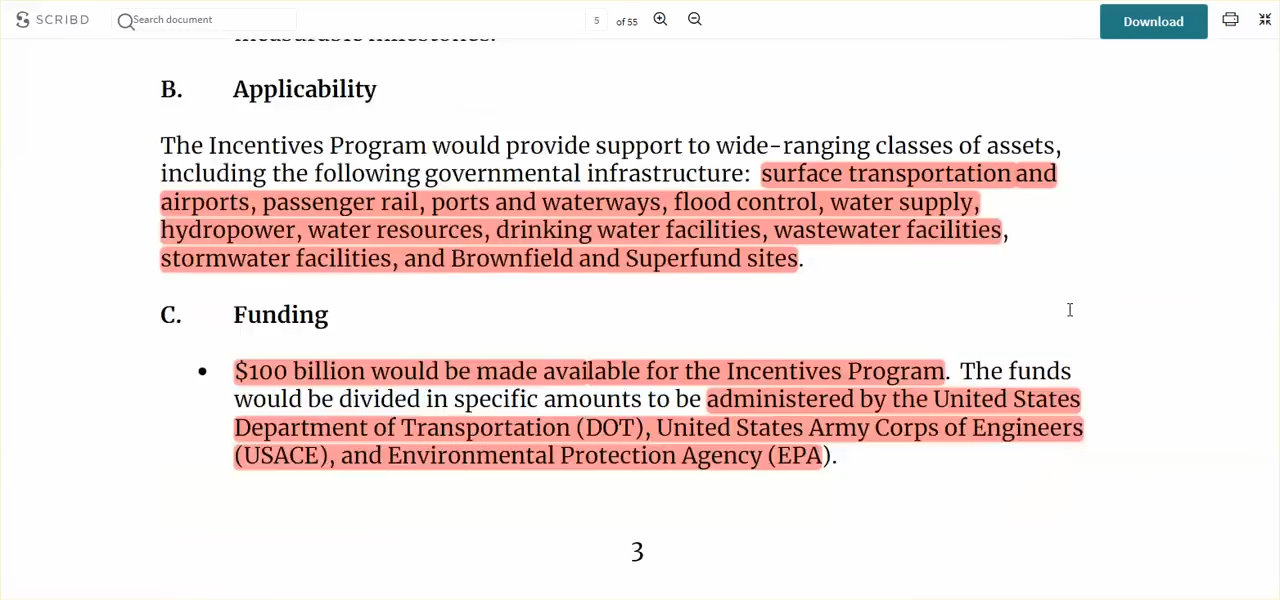 SCRIBD Search document 5 of 55 Download
measurable milestones.
B. Applicability
The Incentives Program would provide support to wide-ranging classes of assets,
including the following governmental infrastructure: surface transportation and
airports, passenger rail, ports and waterways, flood control, water supply,
hydropower, water resources, drinking water facilities, wastewater facilities,
stormwater facilities, and Brownfield and Superfund sites.
C. Funding
• $100 billion would be made available for the Incentives Program. The funds
would be divided in specific amounts to be administered by the United States
Department of Transportation (DOT), United States Army Corps of Engineers
(USACE), and Environmental Protection Agency (EPA).
3